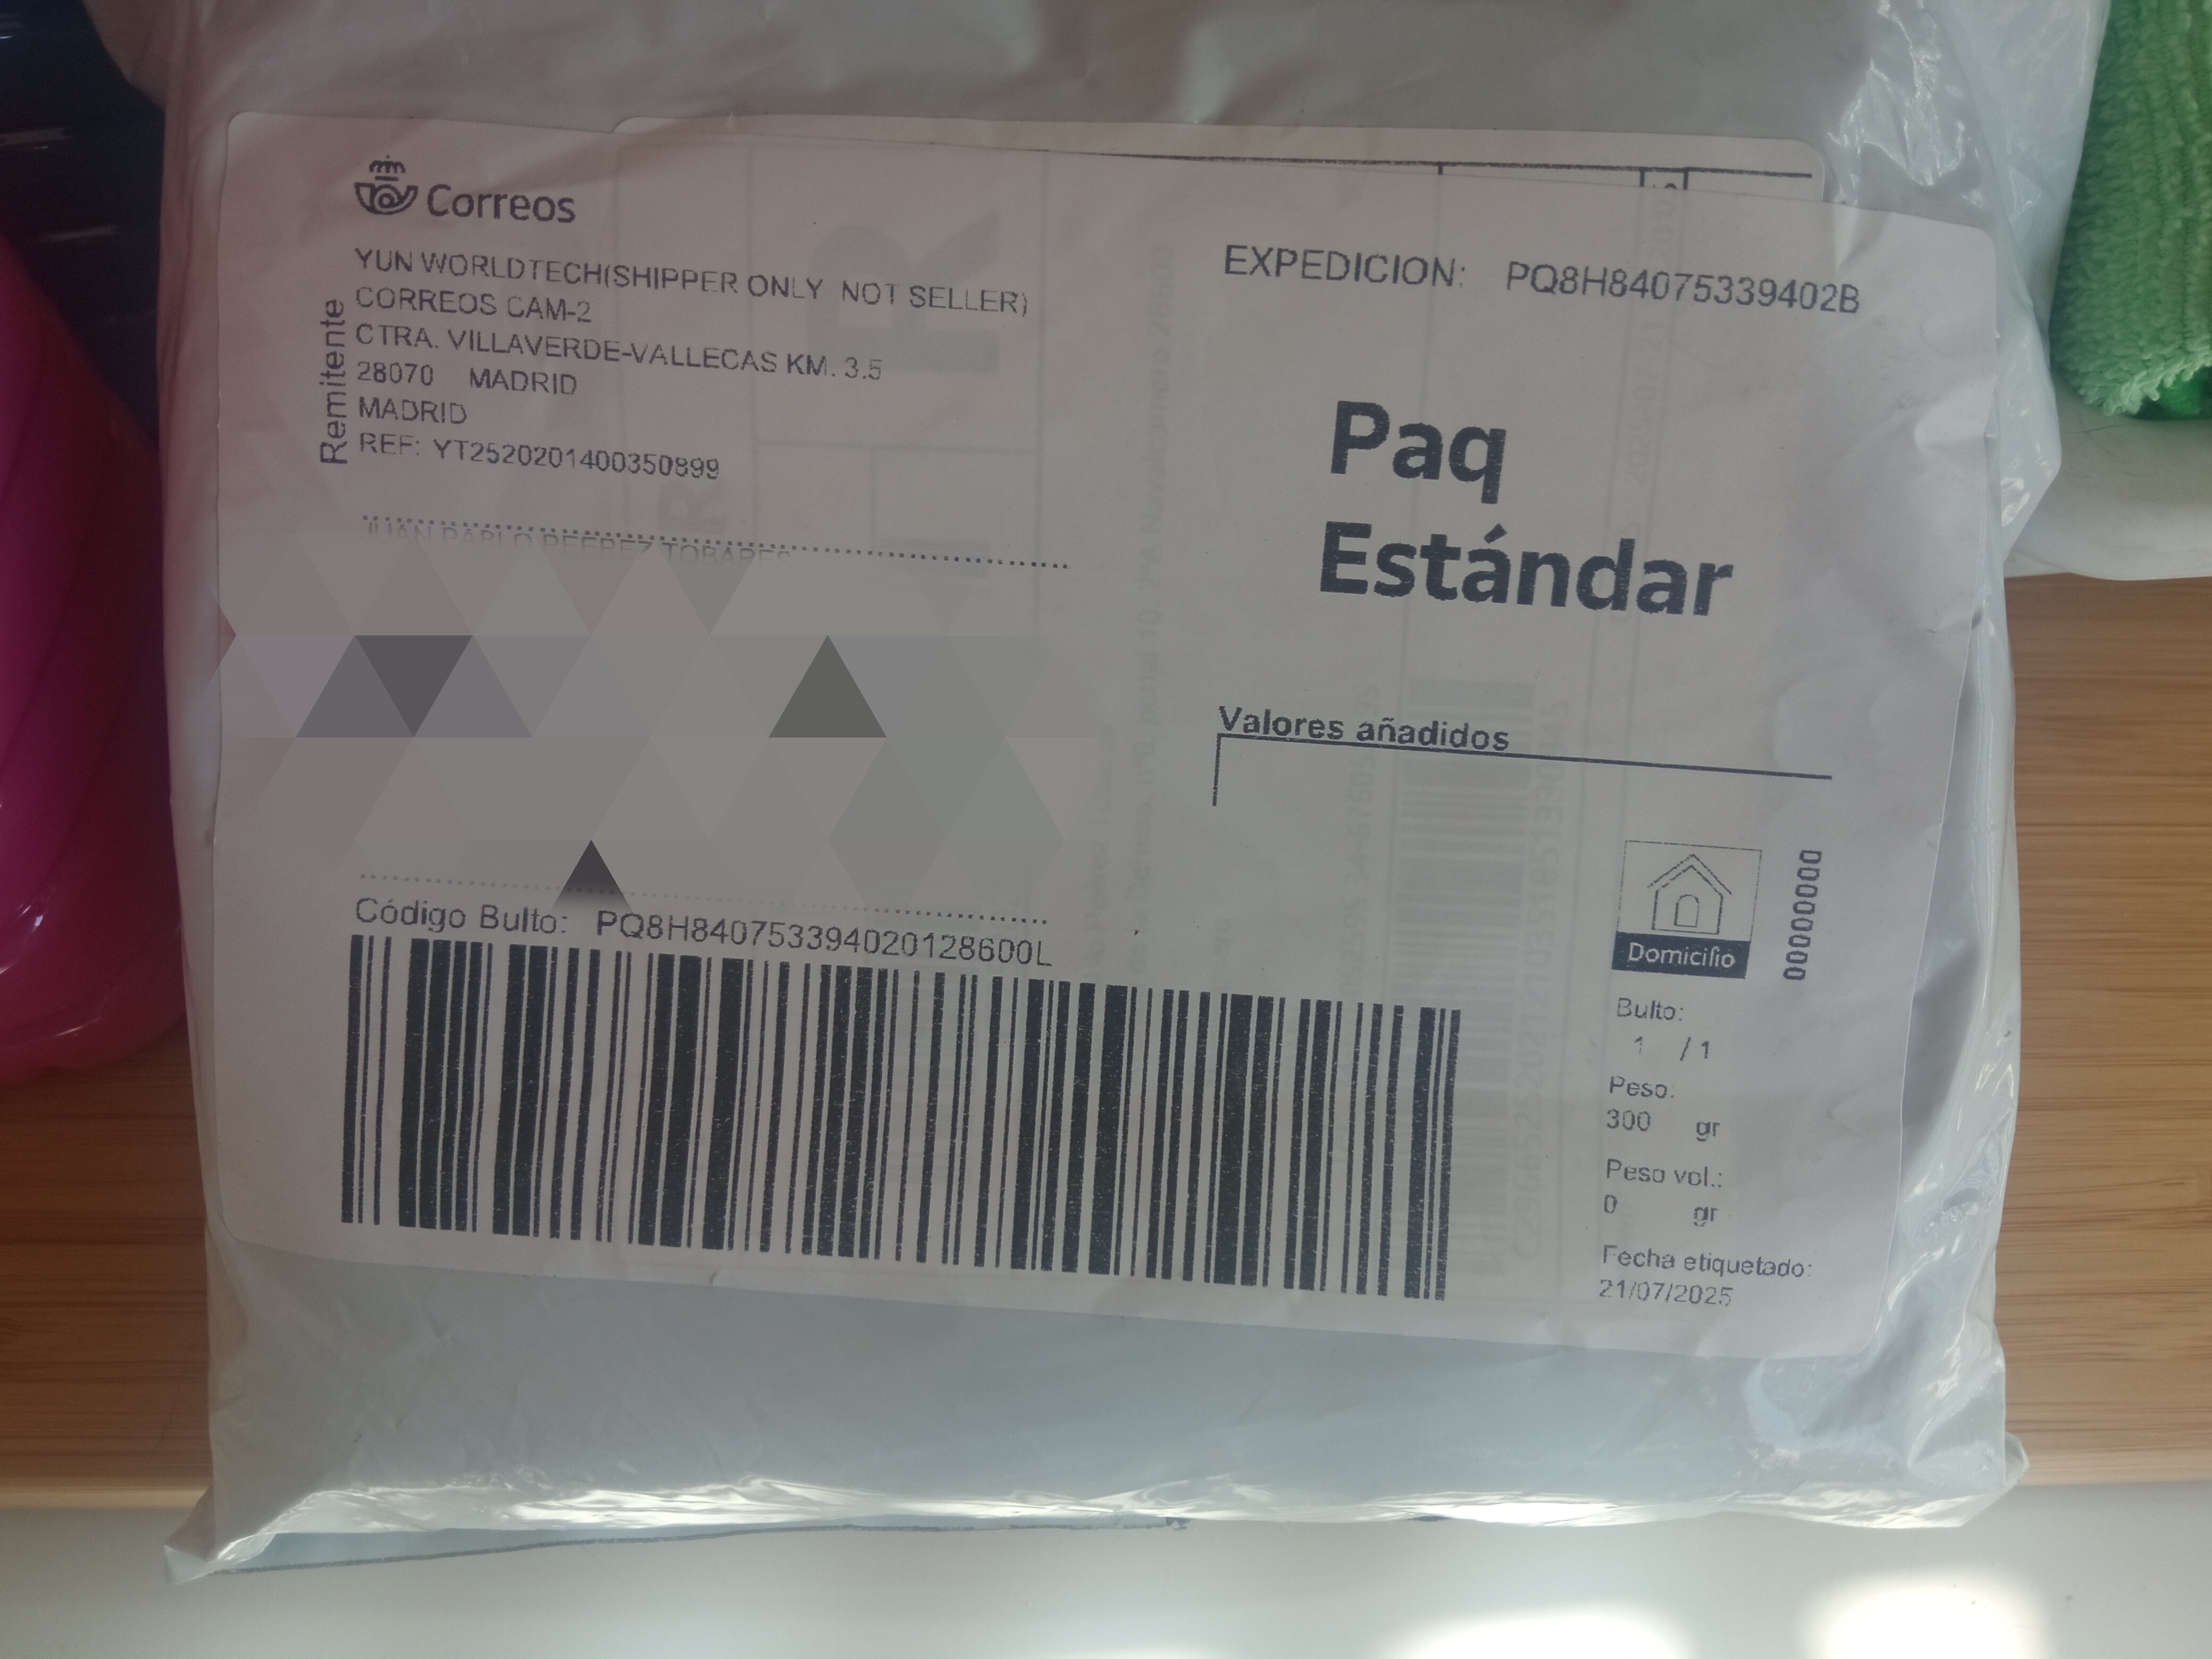 Correos
Remitente
YUN WORLDTECH(SHIPPER ONLY NOT SELLER)
CORREOS CAM-2
CTRA. VILLAVERDE-VALLECAS KM. 3.5
28070 MADRID
MADRID
REF: YT2520201400350899
EXPEDICION: PQ8H84075339402B
Paq
Estándar
Valores añadidos
Código Bulto: PQ8H840753394020128600L
Domicilio
00000000
Bulto:
1 / 1
Peso:
300 gr
Peso vol.:
0 gr
Fecha etiquetado:
21/07/2025